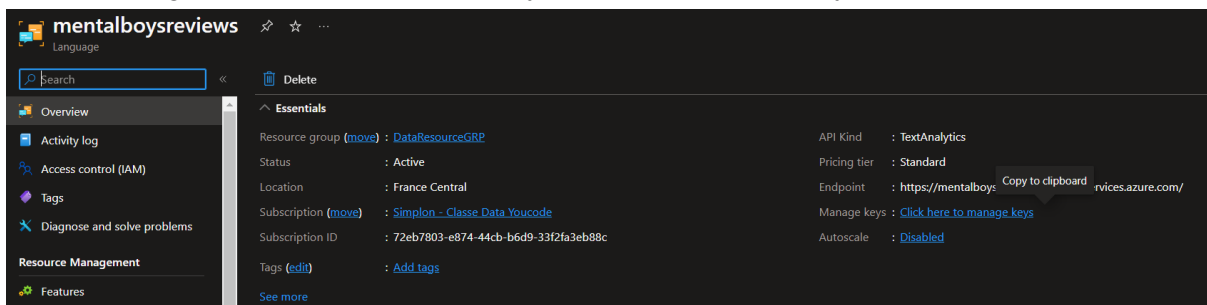 mentalboysreviews
Language
Search
Delete
Overview
Activity log
Access control (IAM)
Tags
Diagnose and solve problems
Resource Management
Features
Essentials
Resource group (move) : DataResourceGRP
Status : Active
Location : France Central
Subscription (move) : Simplon - Classe Data Youcode
Subscription ID : 72eb7803-e874-44cb-b6d9-33f2fa3eb88c
Tags (edit) : Add tags
See more
API Kind : TextAnalytics
Pricing tier : Standard
Copy to clipboard
Endpoint : https://mentalboys rvices.azure.com/
Manage keys : Click here to manage keys
Autoscale : Disabled